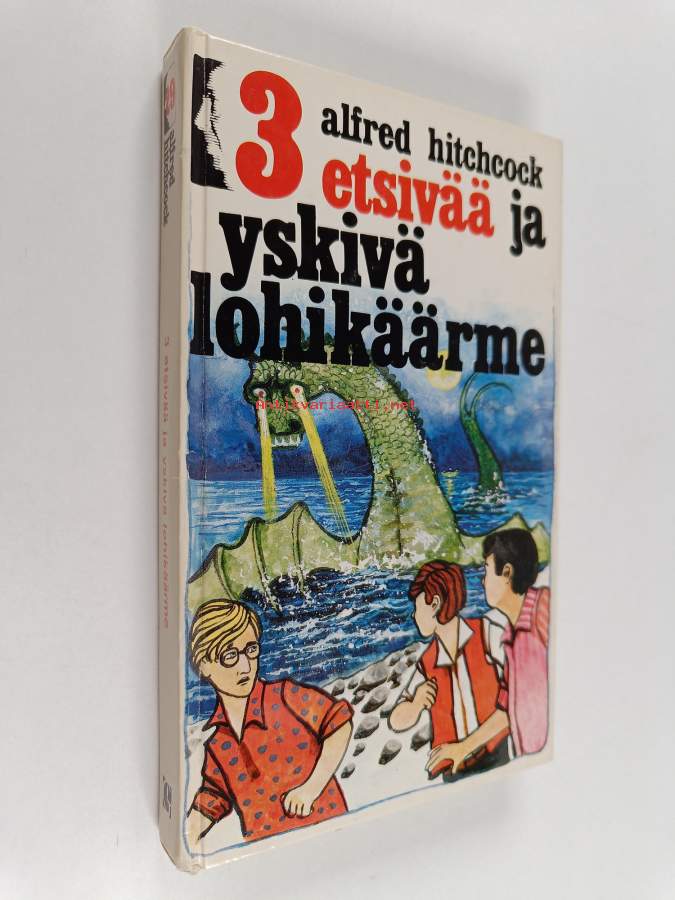 alfred hitchcock
3 etsivää ja
yskivä
lohikäärme
Antikvariaatti.net
alfred
hitchcock
3 etsivää ja yskivä lohikäärme